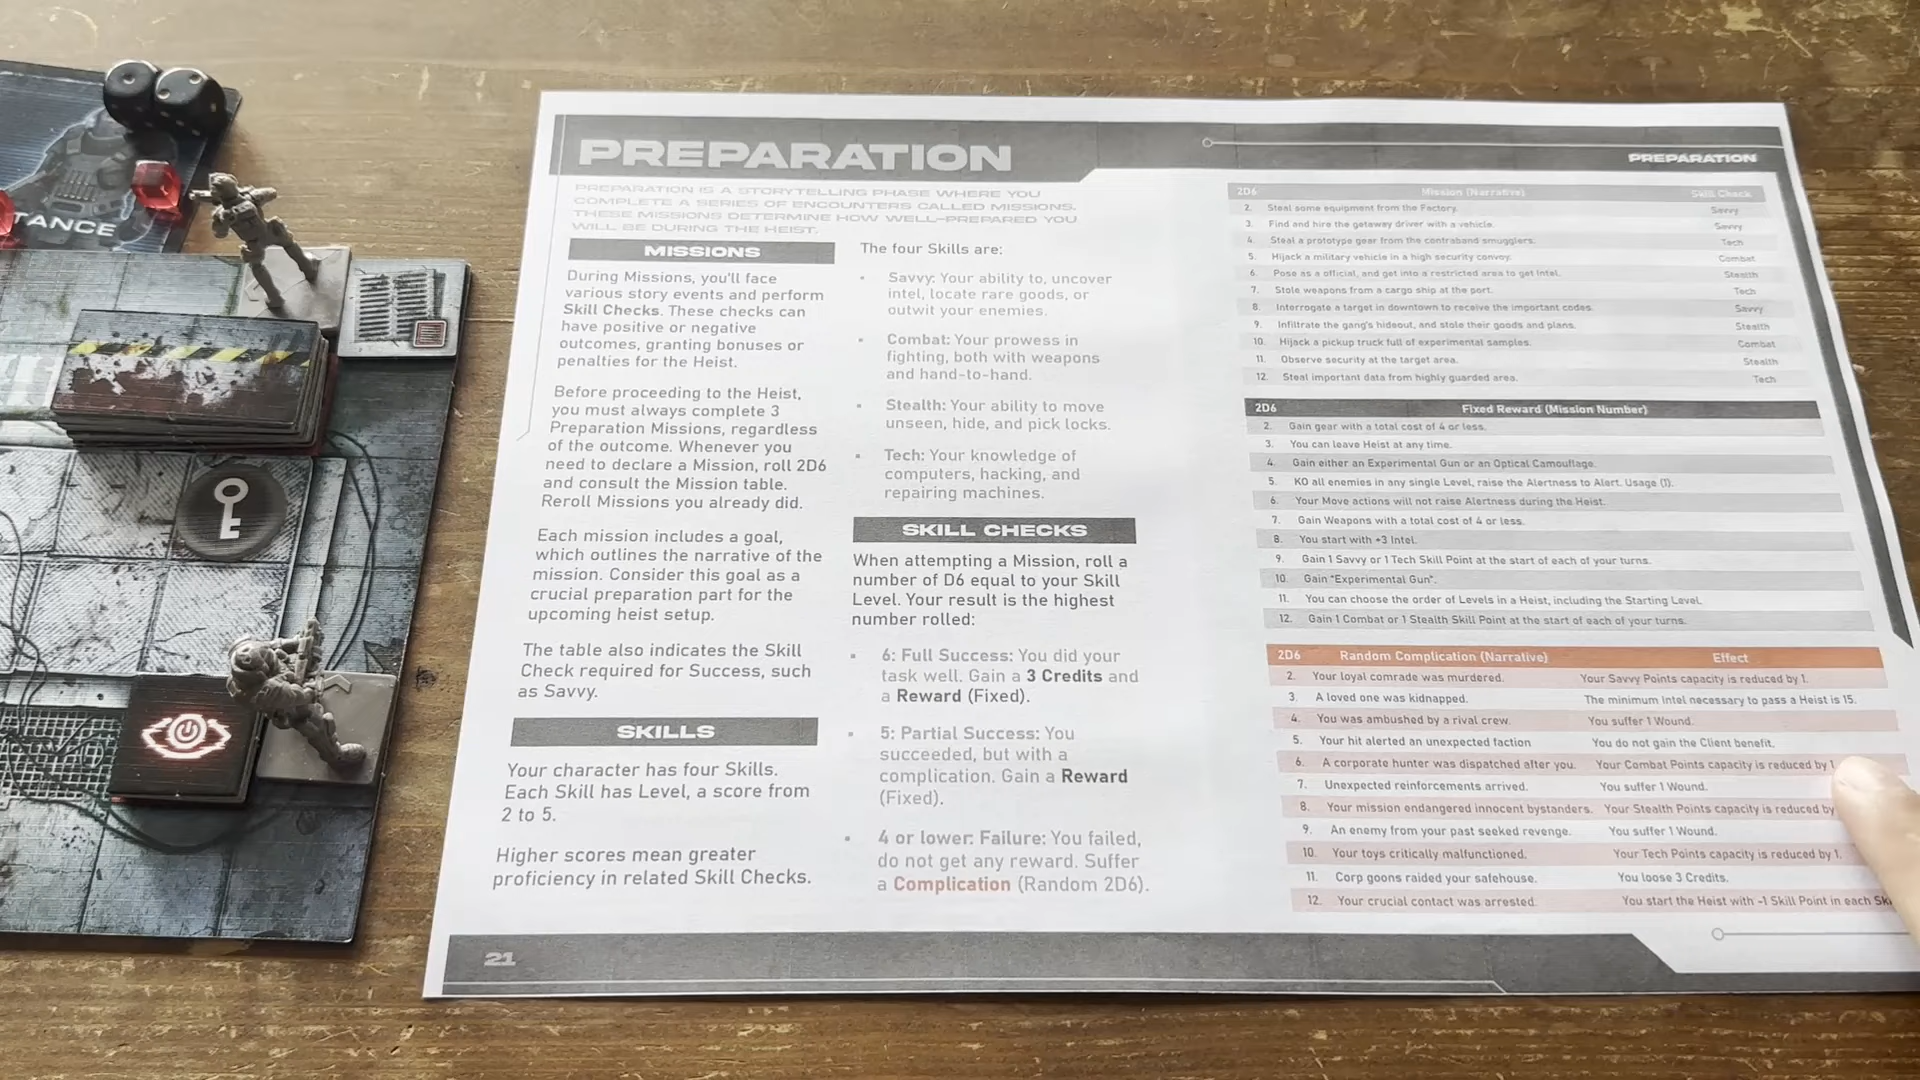 TANCE
PREPARATION
PREPARATION IS A STORYTELLING PHASE WHERE YOU
COMPLETE A SERIES OF ENCOUNTERS CALLED MISSIONS.
THESE MISSIONS DETERMINE HOW WELL-PREPARED YOU
WILL BE DURING THE HEIST.
MISSIONS
During Missions, you'll face
various story events and perform
Skill Checks. These checks can
have positive or negative
outcomes, granting bonuses or
penalties for the Heist.
Before proceeding to the Heist,
you must always complete 3
Preparation Missions, regardless
of the outcome. Whenever you
need to declare a Mission, roll 2D6
and consult the Mission table.
Reroll Missions you already did.
Each mission includes a goal,
which outlines the narrative of the
mission. Consider this goal as a
crucial preparation part for the
upcoming heist setup.
The table also indicates the Skill
Check required for Success, such
as Savvy.
SKILLS
Your character has four Skills.
Each Skill has Level, a score from
2 to 5.
Higher scores mean greater
proficiency in related Skill Checks.
The four Skills are:
• Savvy: Your ability to, uncover
intel, locate rare goods, or
outwit your enemies.
• Combat: Your prowess in
fighting, both with weapons
and hand-to-hand.
• Stealth: Your ability to move
unseen, hide, and pick locks.
• Tech: Your knowledge of
computers, hacking, and
repairing machines.
SKILL CHECKS
When attempting a Mission, roll a
number of D6 equal to your Skill
Level. Your result is the highest
number rolled:
• 6: Full Success: You did your
task well. Gain a 3 Credits and
a Reward (Fixed).
• 5: Partial Success: You
succeeded, but with a
complication. Gain a Reward
(Fixed).
• 4 or lower: Failure: You failed,
do not get any reward. Suffer
a Complication (Random 2D6).
21
PREPARATION
2D6 Mission (Narrative) Skill Check
2. Steal some equipment from the Factory. Savvy
3. Find and hire the getaway driver with a vehicle. Savvy
4. Steal a prototype gear from the contraband smugglers. Tech
5. Hijack a military vehicle in a high security convoy. Combat
6. Pose as a official, and get into a restricted area to get Intel. Stealth
7. Stole weapons from a cargo ship at the port. Tech
8. Interrogate a target in downtown to receive the important codes. Savvy
9. Infiltrate the gang's hideout, and stole their goods and plans. Stealth
10. Hijack a pickup truck full of experimental samples. Combat
11. Observe security at the target area. Stealth
12. Steal important data from highly guarded area. Tech
2D6 Fixed Reward (Mission Number)
2. Gain gear with a total cost of 4 or less.
3. You can leave Heist at any time.
4. Gain either an Experimental Gun or an Optical Camouflage.
5. KO all enemies in any single Level, raise the Alertness to Alert. Usage (1).
6. Your Move actions will not raise Alertness during the Heist.
7. Gain Weapons with a total cost of 4 or less.
8. You start with +3 Intel.
9. Gain 1 Savvy or 1 Tech Skill Point at the start of each of your turns.
10. Gain "Experimental Gun".
11. You can choose the order of Levels in a Heist, including the Starting Level.
12. Gain 1 Combat or 1 Stealth Skill Point at the start of each of your turns.
2D6 Random Complication (Narrative) Effect
2. Your loyal comrade was murdered. Your Savvy Points capacity is reduced by 1.
3. A loved one was kidnapped. The minimum Intel necessary to pass a Heist is 15.
4. You was ambushed by a rival crew. You suffer 1 Wound.
5. Your hit alerted an unexpected faction You do not gain the Client benefit.
6. A corporate hunter was dispatched after you. Your Combat Points capacity is reduced by 1.
7. Unexpected reinforcements arrived. You suffer 1 Wound.
8. Your mission endangered innocent bystanders. Your Stealth Points capacity is reduced by
9. An enemy from your past seeked revenge. You suffer 1 Wound.
10. Your toys critically malfunctioned. Your Tech Points capacity is reduced by 1.
11. Corp goons raided your safehouse. You loose 3 Credits.
12. Your crucial contact was arrested. You start the Heist with -1 Skill Point in each Sk